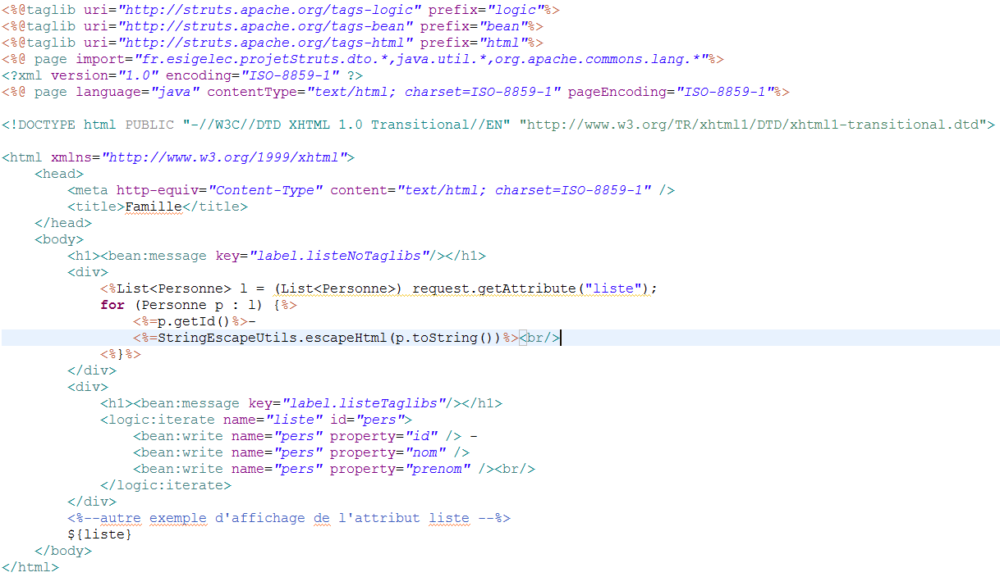 <%@taglib uri="http://struts.apache.org/tags-logic" prefix="logic"%>
<%@taglib uri="http://struts.apache.org/tags-bean" prefix="bean"%>
<%@taglib uri="http://struts.apache.org/tags-html" prefix="html"%>
<%@ page import="fr.esigelec.projetStruts.dto.*,java.util.*,org.apache.commons.lang.*"%>
<?xml version="1.0" encoding="ISO-8859-1" ?>
<%@ page language="java" contentType="text/html; charset=ISO-8859-1" pageEncoding="ISO-8859-1"%>

<!DOCTYPE html PUBLIC "-//W3C//DTD XHTML 1.0 Transitional//EN" "http://www.w3.org/TR/xhtml1/DTD/xhtml1-transitional.dtd">

<html xmlns="http://www.w3.org/1999/xhtml">
    <head>
        <meta http-equiv="Content-Type" content="text/html; charset=ISO-8859-1" />
        <title>Famille</title>
    </head>
    <body>
        <h1><bean:message key="label.listeNoTaglibs"/></h1>
        <div>
            <%List<Personne> l = (List<Personne>) request.getAttribute("liste");
            for (Personne p : l) {%>
                <%=p.getId()%>-
                <%=StringEscapeUtils.escapeHtml(p.toString())%><br/>
            <%}%>
        </div>
        <div>
            <h1><bean:message key="label.listeTaglibs"/></h1>
            <logic:iterate name="liste" id="pers">
                <bean:write name="pers" property="id" /> -
                <bean:write name="pers" property="nom" />
                <bean:write name="pers" property="prenom" /><br/>
            </logic:iterate>
        </div>
        <%--autre exemple d'affichage de l'attribut liste --%>
        ${liste}
    </body>
</html>